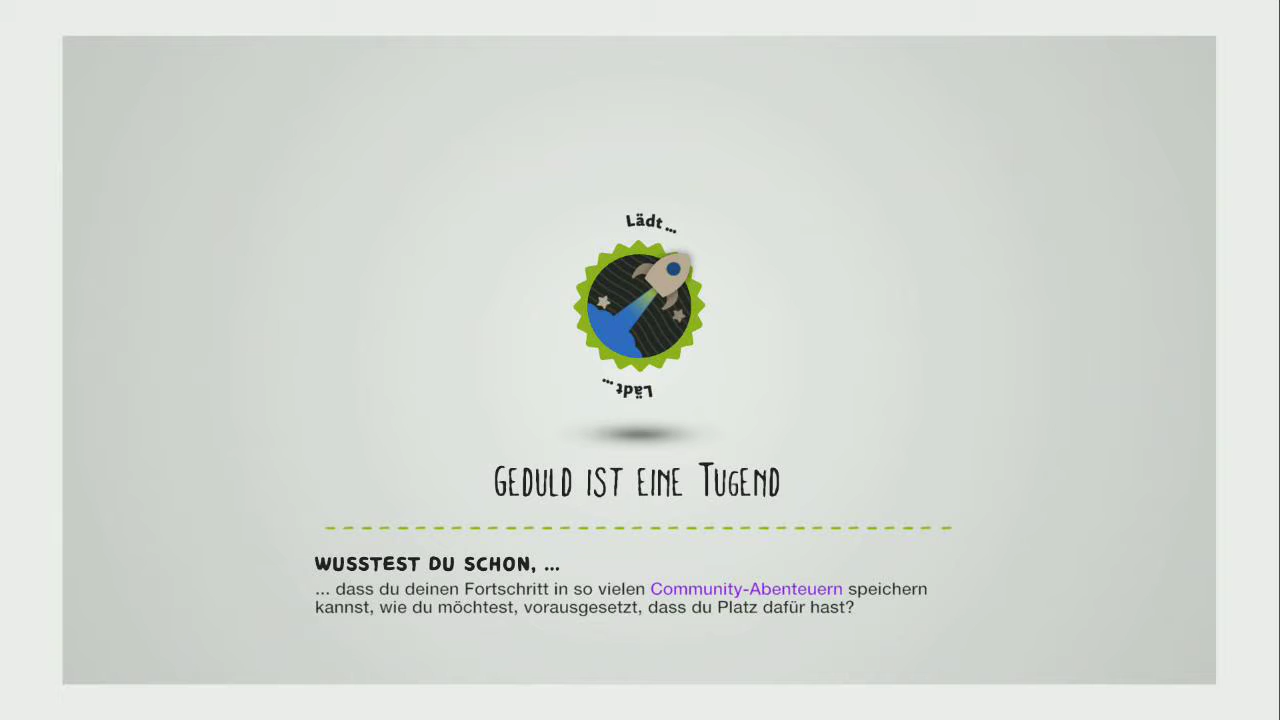 Lädt ...
Lädt ...
Geduld ist eine Tugend
Wusstest du schon, ...
... dass du deinen Fortschritt in so vielen Community-Abenteuern speichern
kannst, wie du möchtest, vorausgesetzt, dass du Platz dafür hast?